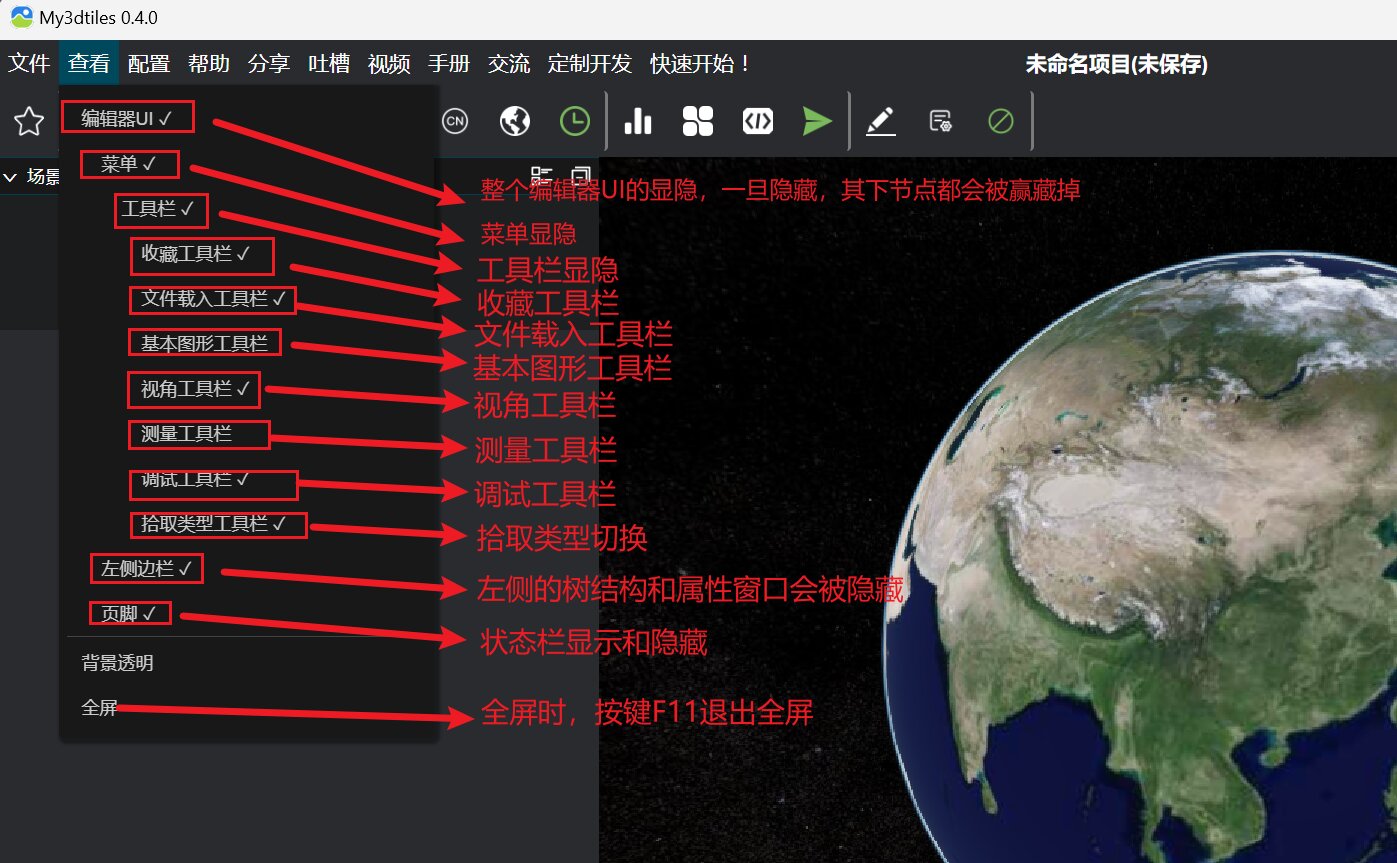 My3dtiles 0.4.0
文件 查看 配置 帮助 分享 吐槽 视频 手册 交流 定制开发 快速开始！ 未命名项目(未保存)
CN
场景
编辑器UI ✓
菜单 ✓
工具栏 ✓
收藏工具栏 ✓
文件载入工具栏 ✓
基本图形工具栏
视角工具栏 ✓
测量工具栏
调试工具栏 ✓
拾取类型工具栏 ✓
左侧边栏 ✓
页脚 ✓
背景透明
全屏
整个编辑器UI的显隐，一旦隐藏，其下节点都会被赢藏掉
菜单显隐
工具栏显隐
收藏工具栏
文件载入工具栏
基本图形工具栏
视角工具栏
测量工具栏
调试工具栏
拾取类型切换
左侧的树结构和属性窗口会被隐藏
状态栏显示和隐藏
全屏时，按键F11退出全屏